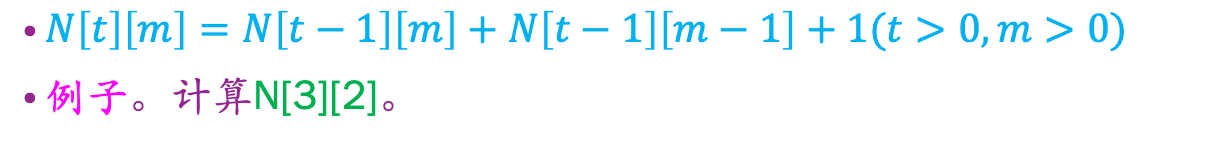 • N[t][m] = N[t − 1][m] + N[t − 1][m − 1] + 1(t > 0, m > 0)
• 例子。计算N[3][2]。